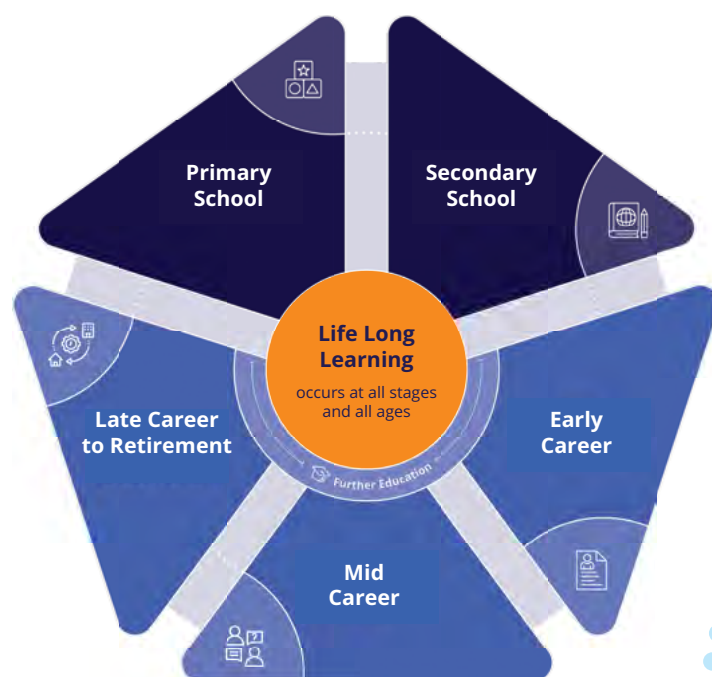 Primary
School
Secondary
School
Life Long
Learning
occurs at all stages
and all ages
Late Career
to Retirement
Early
Career
Further Education
Mid
Career
?